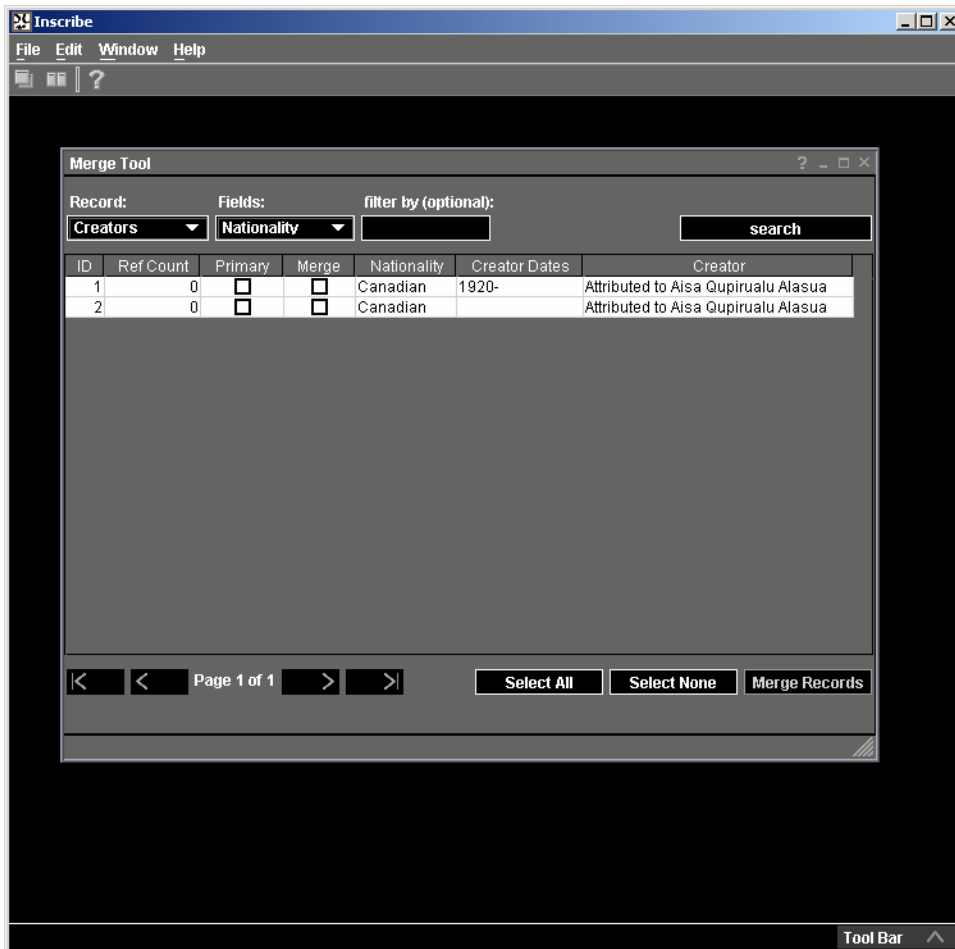 Inscribe
File Edit Window Help
?
Merge Tool
Record: Fields: filter by (optional):
Creators Nationality search
ID Ref Count Primary Merge Nationality Creator Dates Creator
1 0 Canadian 1920- Attributed to Aisa Qupirualu Alasua
2 0 Canadian Attributed to Aisa Qupirualu Alasua
Page 1 of 1 Select All Select None Merge Records
Tool Bar